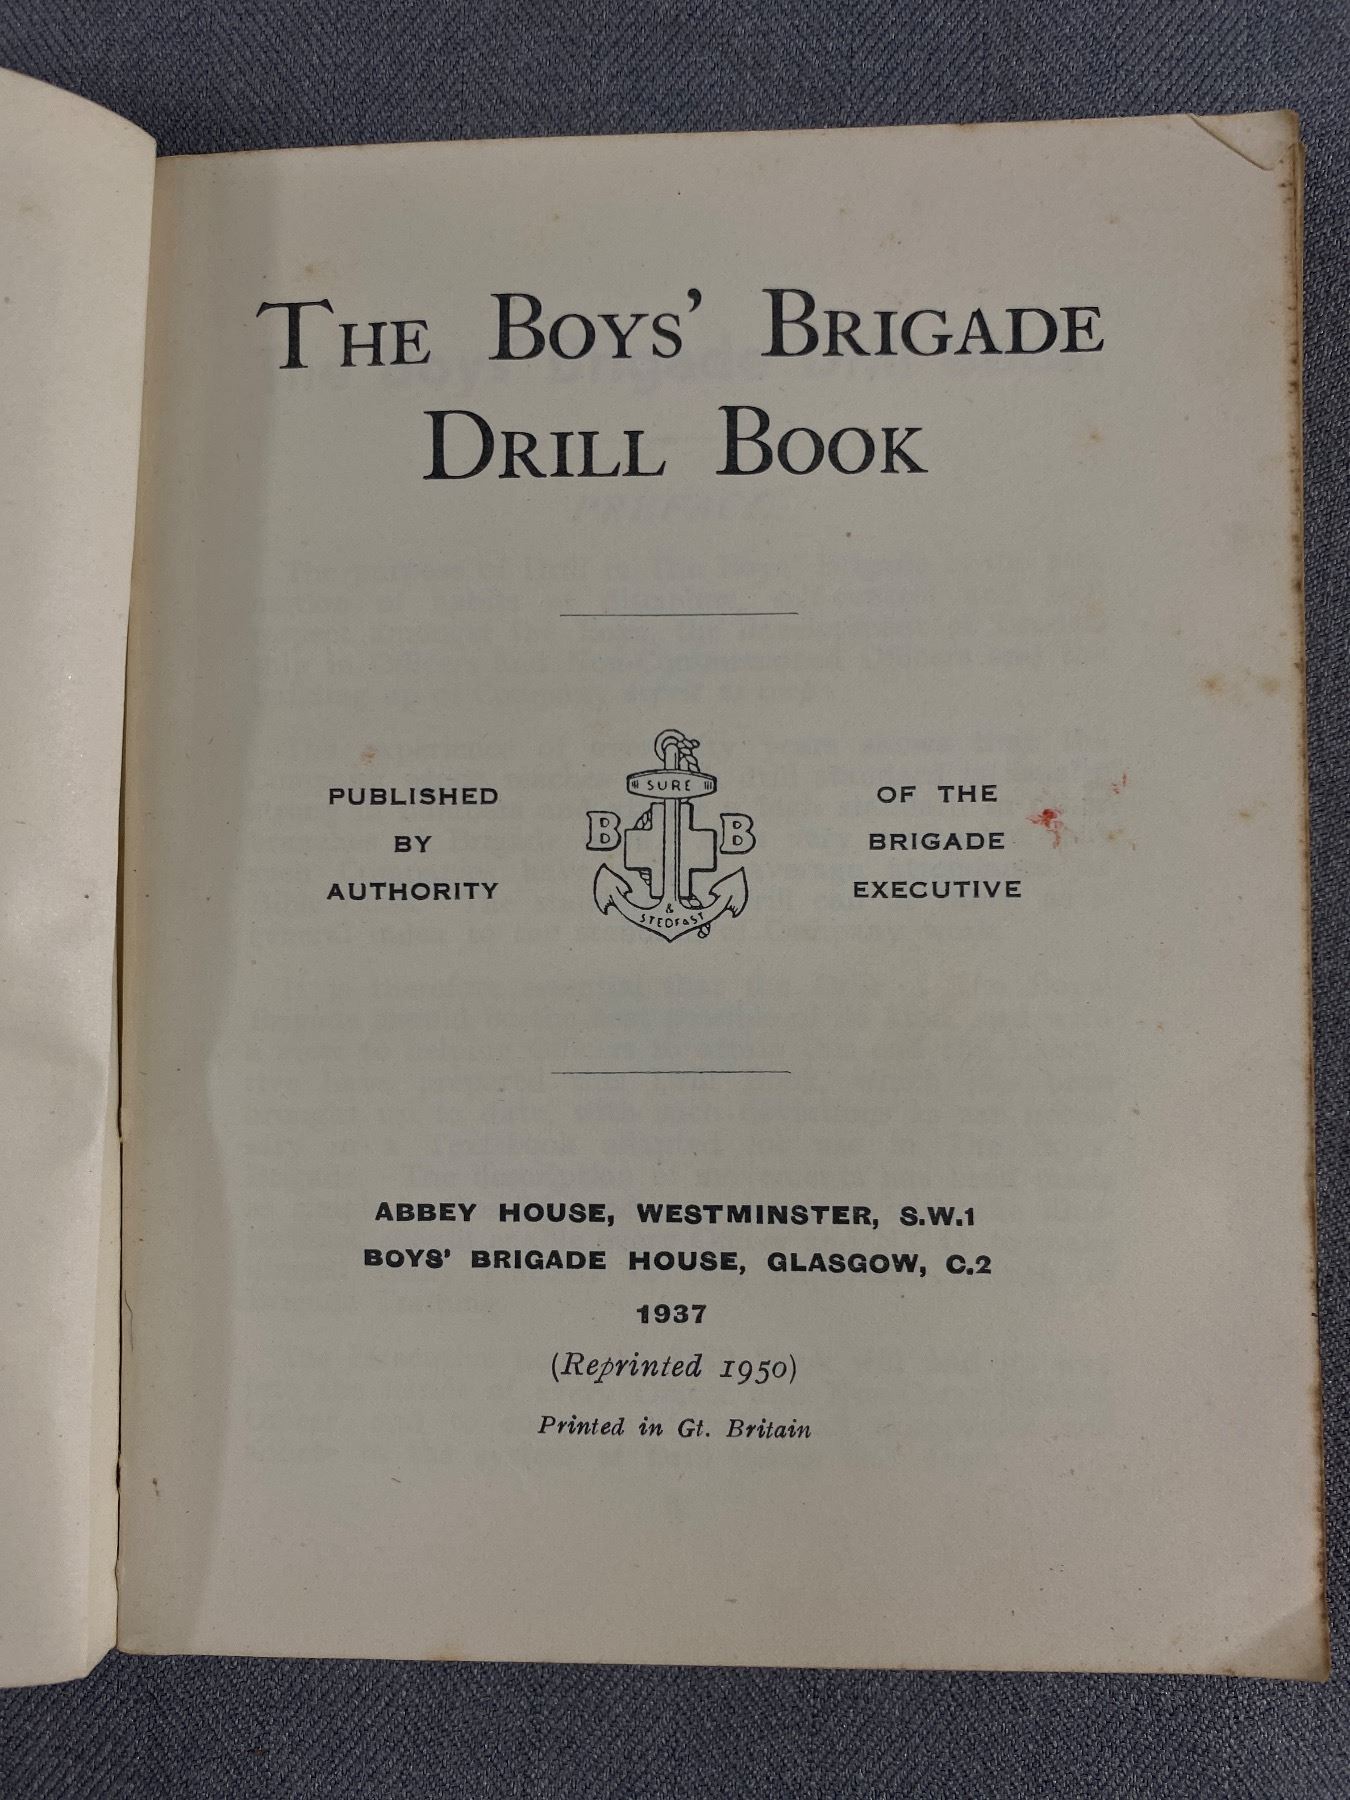 THE BOYS' BRIGADE
DRILL BOOK
PUBLISHED
BY
AUTHORITY
SURE
B B
& STEDFAST
OF THE
BRIGADE
EXECUTIVE
ABBEY HOUSE, WESTMINSTER, S.W.1
BOYS' BRIGADE HOUSE, GLASGOW, C.2
1937
(Reprinted 1950)
Printed in Gt. Britain